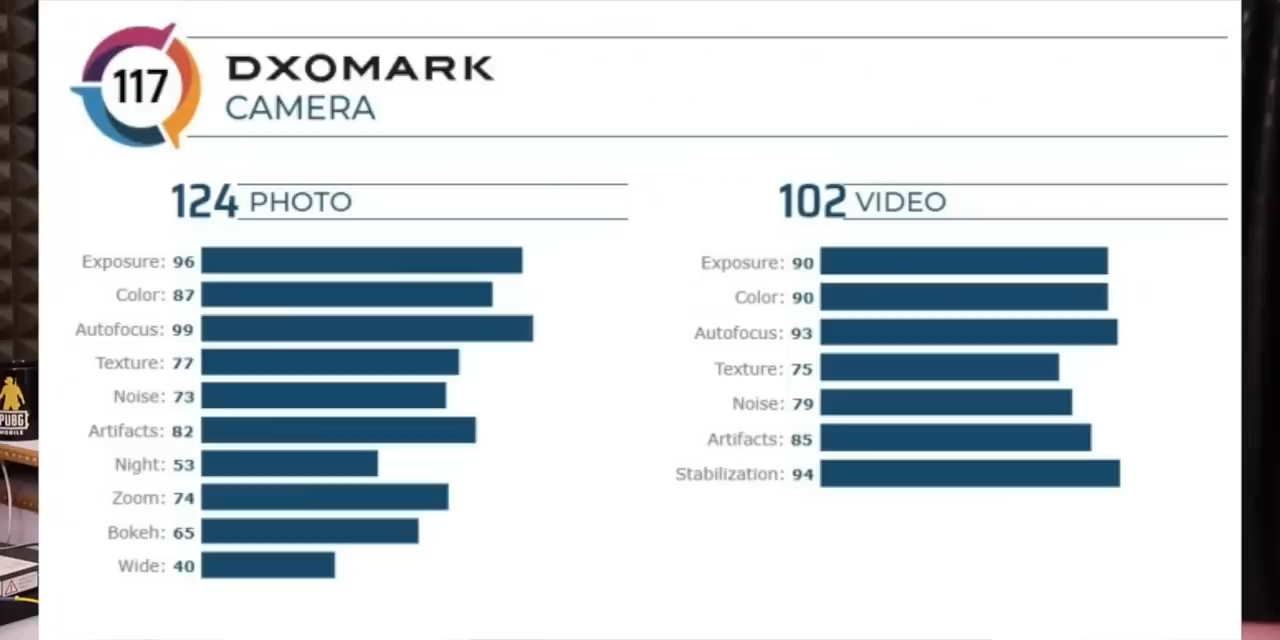 117
DXOMARK
CAMERA
124 PHOTO
Exposure: 96
Color: 87
Autofocus: 99
Texture: 77
Noise: 73
Artifacts: 82
Night: 53
Zoom: 74
Bokeh: 65
Wide: 40
102 VIDEO
Exposure: 90
Color: 90
Autofocus: 93
Texture: 75
Noise: 79
Artifacts: 85
Stabilization: 94
PUBG
MOBILE